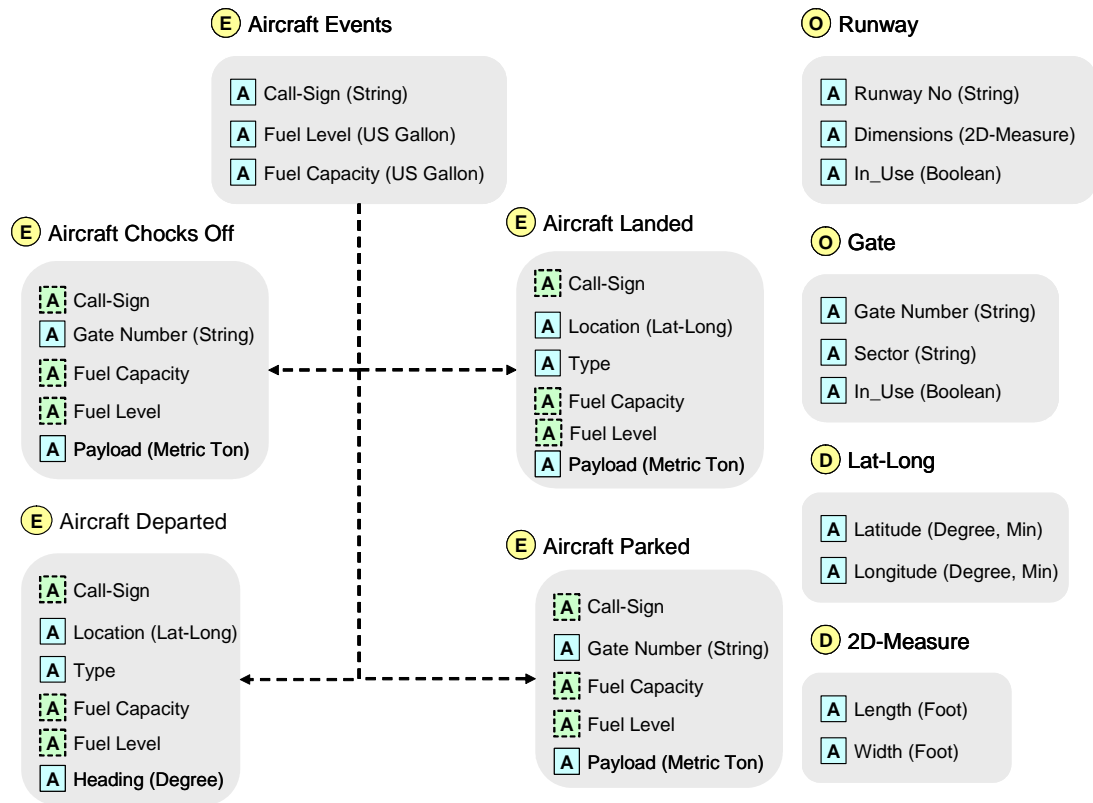 E Aircraft Events
A Call-Sign (String)
A Fuel Level (US Gallon)
A Fuel Capacity (US Gallon)
E Aircraft Chocks Off
A Call-Sign
A Gate Number (String)
A Fuel Capacity
A Fuel Level
A Payload (Metric Ton)
E Aircraft Landed
A Call-Sign
A Location (Lat-Long)
A Type
A Fuel Capacity
A Fuel Level
A Payload (Metric Ton)
E Aircraft Departed
A Call-Sign
A Location (Lat-Long)
A Type
A Fuel Capacity
A Fuel Level
A Heading (Degree)
E Aircraft Parked
A Call-Sign
A Gate Number (String)
A Fuel Capacity
A Fuel Level
A Payload (Metric Ton)
O Runway
A Runway No (String)
A Dimensions (2D-Measure)
A In_Use (Boolean)
O Gate
A Gate Number (String)
A Sector (String)
A In_Use (Boolean)
D Lat-Long
A Latitude (Degree, Min)
A Longitude (Degree, Min)
D 2D-Measure
A Length (Foot)
A Width (Foot)